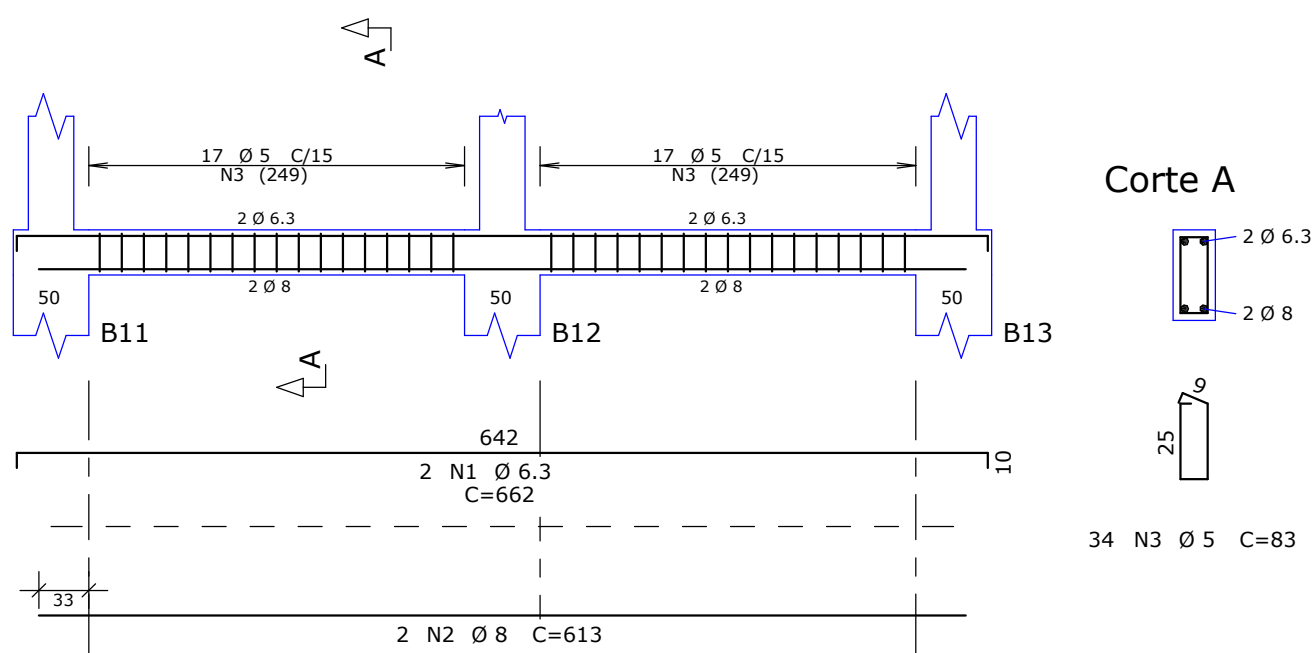 A
17 Ø 5 C/15
N3 (249)
17 Ø 5 C/15
N3 (249)
2 Ø 6.3
2 Ø 6.3
2 Ø 8
2 Ø 8
50
50
50
B11
B12
B13
A
Corte A
2 Ø 6.3
2 Ø 8
9
25
34 N3 Ø 5 C=83
642
10
2 N1 Ø 6.3
C=662
33
2 N2 Ø 8 C=613